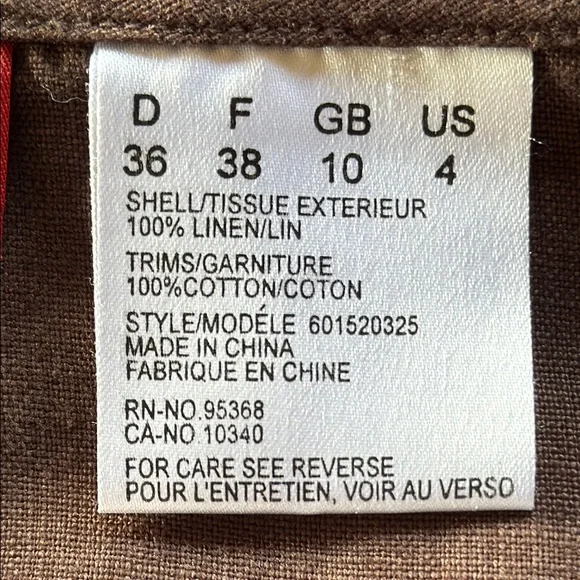 D F GB US
36 38 10 4
SHELL/TISSUE EXTERIEUR
100% LINEN/LIN
TRIMS/GARNITURE
100%COTTON/COTON
STYLE/MODÉLE 601520325
MADE IN CHINA
FABRIQUE EN CHINE
RN-NO.95368
CA-NO.10340
FOR CARE SEE REVERSE
POUR L'ENTRETIEN, VOIR AU VERSO